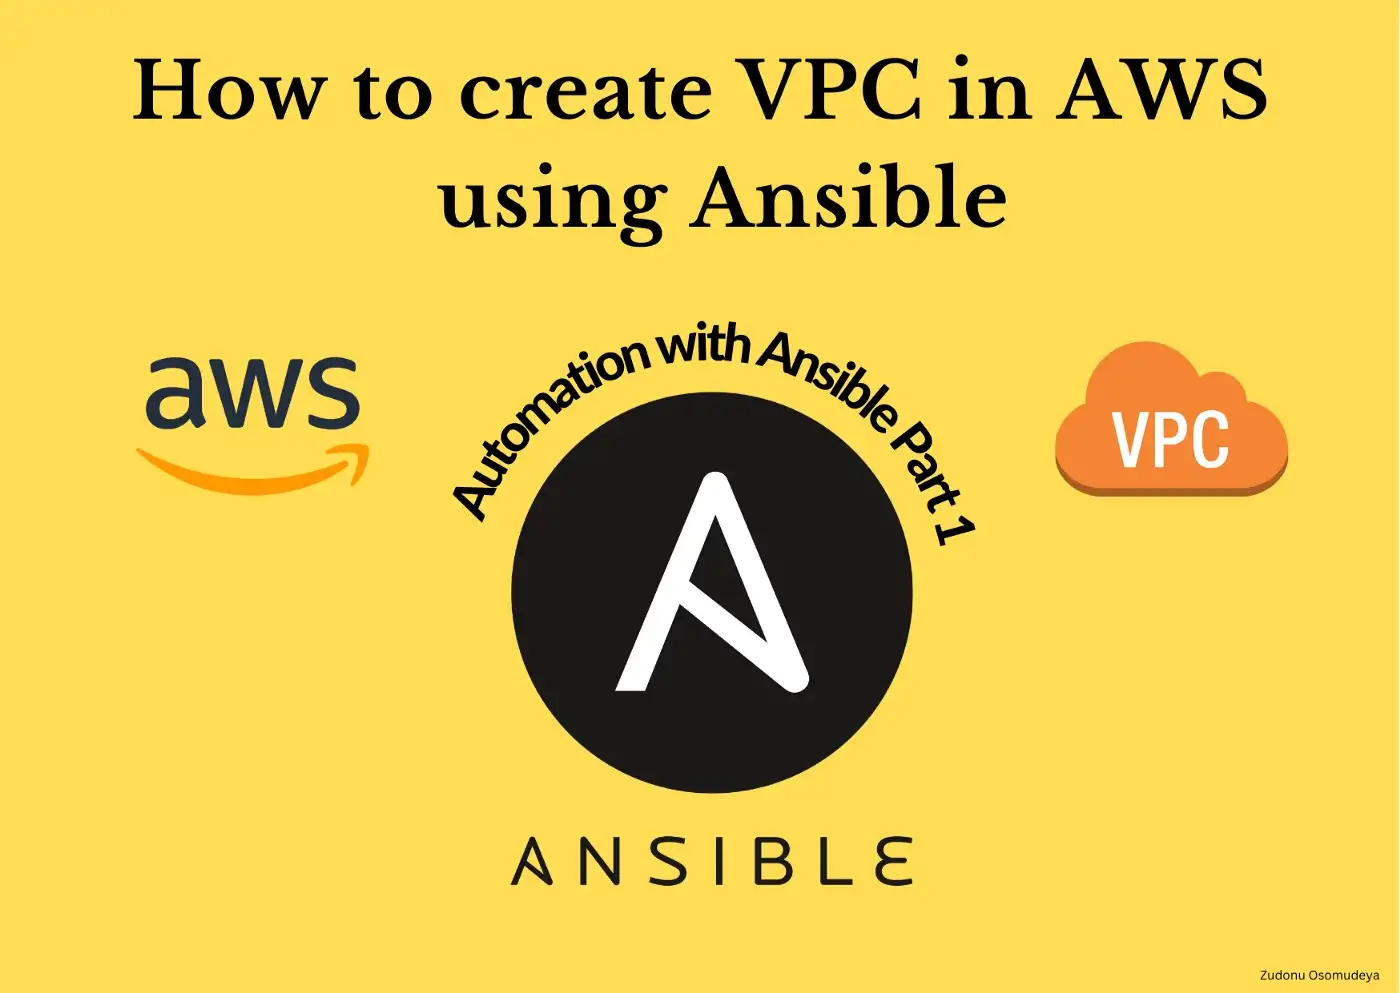 How to create VPC in AWS
using Ansible
Automation with Ansible Part 1
aws
VPC
A
ANSIBLE
Zudonu Osomudeya